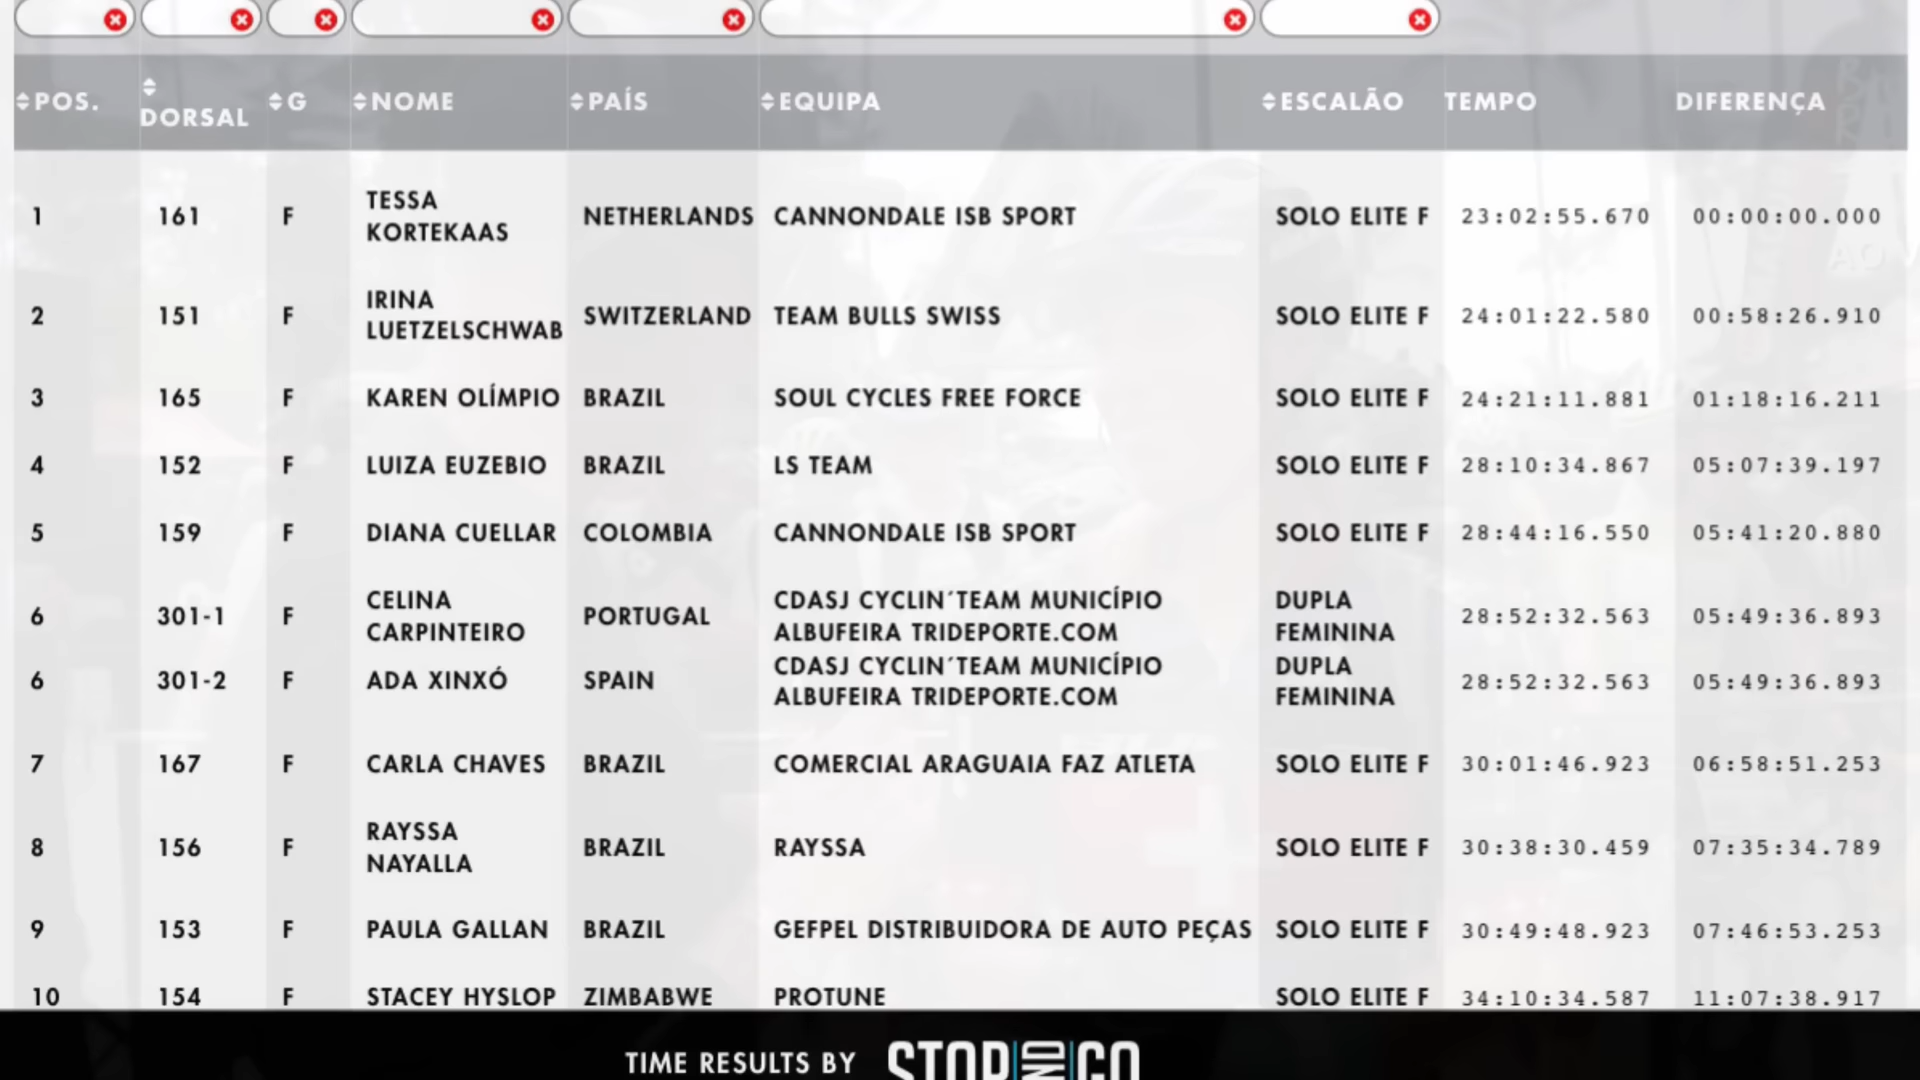 POS. DORSAL G NOME PAÍS EQUIPA ESCALÃO TEMPO DIFERENÇA
1 161 F TESSA KORTEKAAS NETHERLANDS CANNONDALE ISB SPORT SOLO ELITE F 23:02:55.670 00:00:00.000
2 151 F IRINA LUETZELSCHWAB SWITZERLAND TEAM BULLS SWISS SOLO ELITE F 24:01:22.580 00:58:26.910
3 165 F KAREN OLÍMPIO BRAZIL SOUL CYCLES FREE FORCE SOLO ELITE F 24:21:11.881 01:18:16.211
4 152 F LUIZA EUZEBIO BRAZIL LS TEAM SOLO ELITE F 28:10:34.867 05:07:39.197
5 159 F DIANA CUELLAR COLOMBIA CANNONDALE ISB SPORT SOLO ELITE F 28:44:16.550 05:41:20.880
6 301-1 F CELINA CARPINTEIRO PORTUGAL CDASJ CYCLIN´TEAM MUNICÍPIO ALBUFEIRA TRIDEPORTE.COM DUPLA FEMININA 28:52:32.563 05:49:36.893
6 301-2 F ADA XINXÓ SPAIN CDASJ CYCLIN´TEAM MUNICÍPIO ALBUFEIRA TRIDEPORTE.COM DUPLA FEMININA 28:52:32.563 05:49:36.893
7 167 F CARLA CHAVES BRAZIL COMERCIAL ARAGUAIA FAZ ATLETA SOLO ELITE F 30:01:46.923 06:58:51.253
8 156 F RAYSSA NAYALLA BRAZIL RAYSSA SOLO ELITE F 30:38:30.459 07:35:34.789
9 153 F PAULA GALLAN BRAZIL GEFPEL DISTRIBUIDORA DE AUTO PEÇAS SOLO ELITE F 30:49:48.923 07:46:53.253
10 154 F STACEY HYSLOP ZIMBABWE PROTUNE SOLO ELITE F 34:10:34.587 11:07:38.917
TIME RESULTS BY STOP AND GO